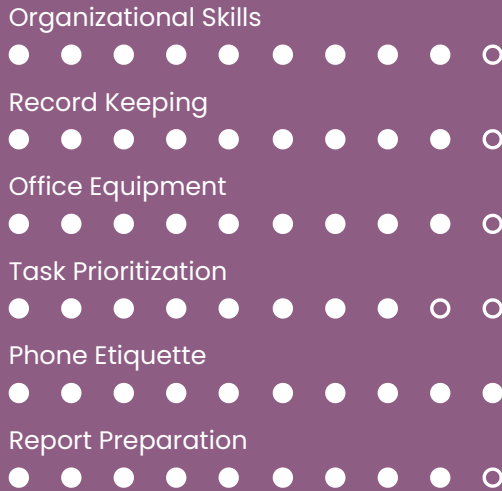 Organizational Skills
Record Keeping
Office Equipment
Task Prioritization
Phone Etiquette
Report Preparation